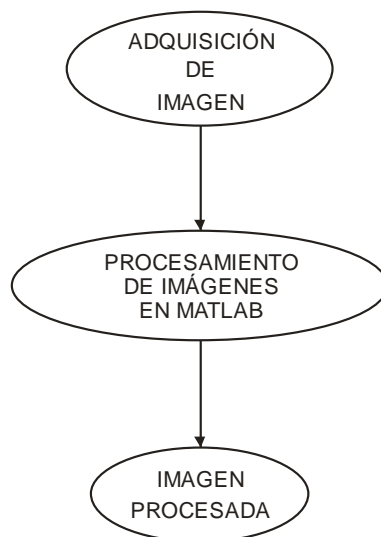 ADQUISICIÓN
DE
IMAGEN
PROCESAMIENTO
DE IMÁGENES
EN MATLAB
IMAGEN
PROCESADA